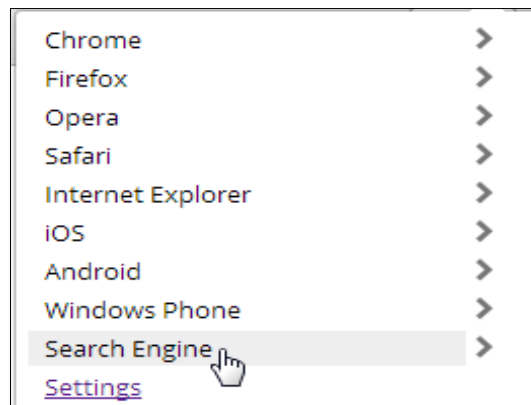 Chrome
Firefox
Opera
Safari
Internet Explorer
iOS
Android
Windows Phone
Search Engine
Settings